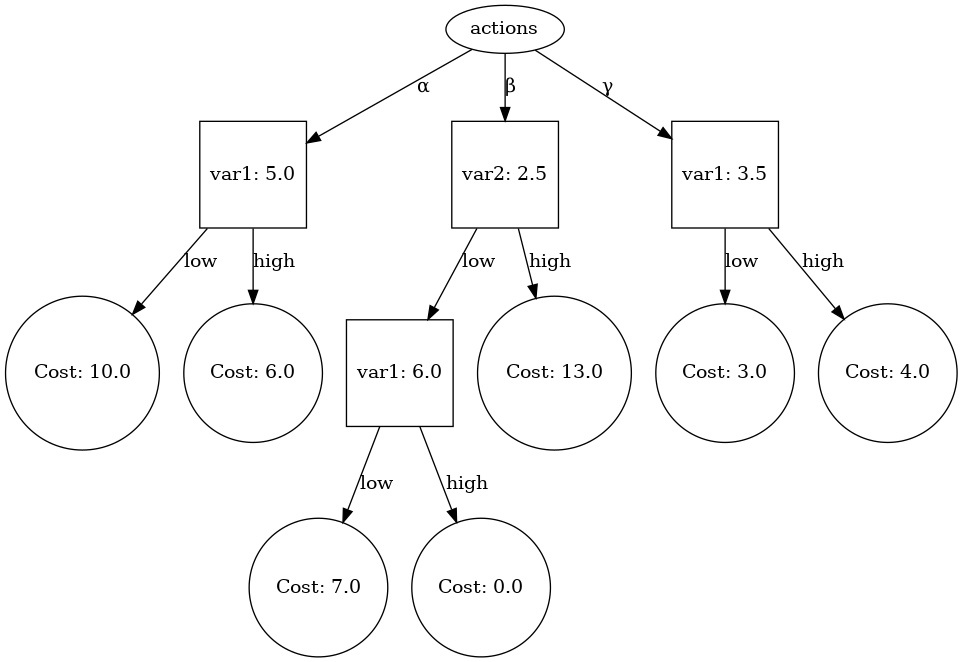 actions
α
β
γ
var1: 5.0
var2: 2.5
var1: 3.5
low
high
low
high
low
high
Cost: 10.0
Cost: 6.0
var1: 6.0
Cost: 13.0
Cost: 3.0
Cost: 4.0
low
high
Cost: 7.0
Cost: 0.0